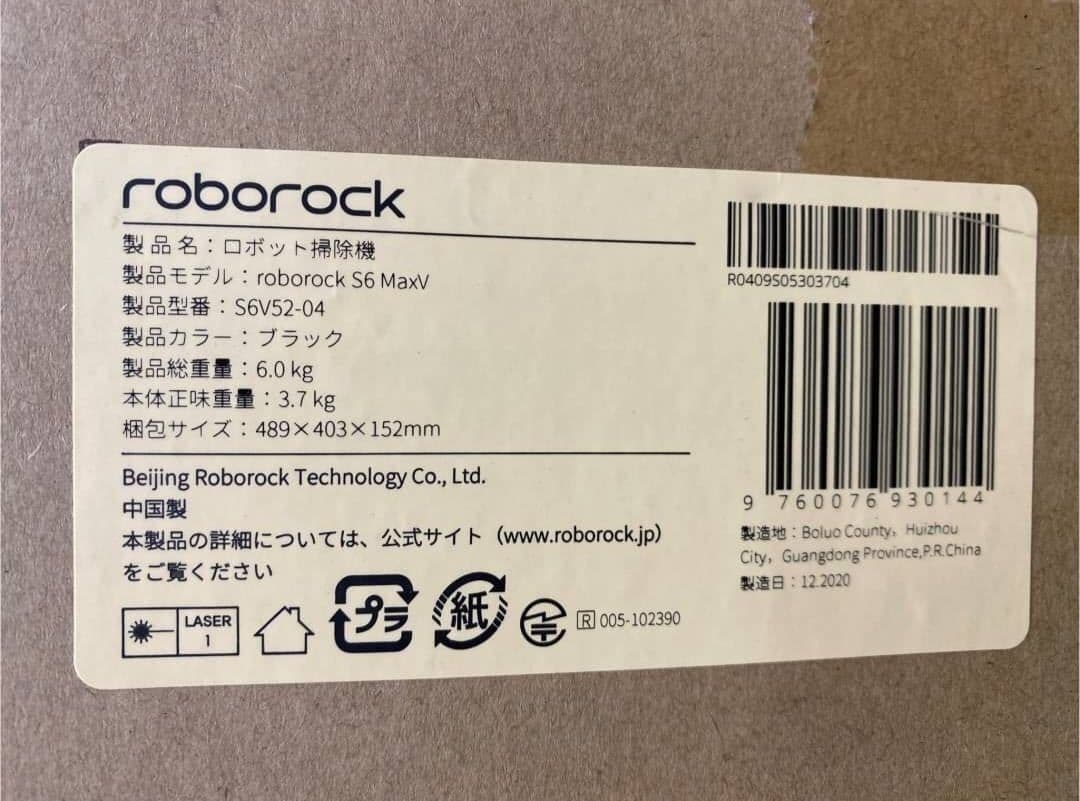 roborock
製品名：ロボット掃除機
製品モデル：roborock S6 MaxV
製品型番：S6V52-04
製品カラー：ブラック
製品総重量：6.0 kg
本体正味重量：3.7 kg
梱包サイズ：489×403×152mm
Beijing Roborock Technology Co., Ltd.
中国製
本製品の詳細については、公式サイト（www.roborock.jp）
をご覧ください
LASER
1
プラ
紙
R 005-102390
R0409S05303704
9 760076 930144
製造地：Boluo County，Huizhou
City，Guangdong Province,P.R.China
製造日：12.2020